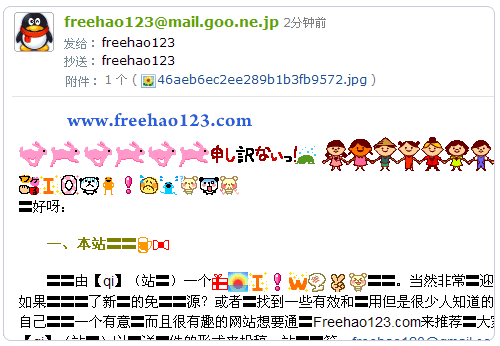 freehao123@mail.goo.ne.jp 2分钟前
发给：freehao123
抄送：freehao123
附件： 1 个 ( 46aeb6ec2ee289b1b3fb9572.jpg )
www.freehao123.com
申し訳ないっ!
〓好呀：
一、本站〓〓
〓〓由【qi】（站〓）一个 〓〓。当然非常〓迎
如果〓〓〓了新〓的免〓〓源？或者〓找到一些有效和〓用但是很少人知道的
自己〓〓一个有意〓而且很有趣的网站想要通〓Freehao123.com来推荐〓大